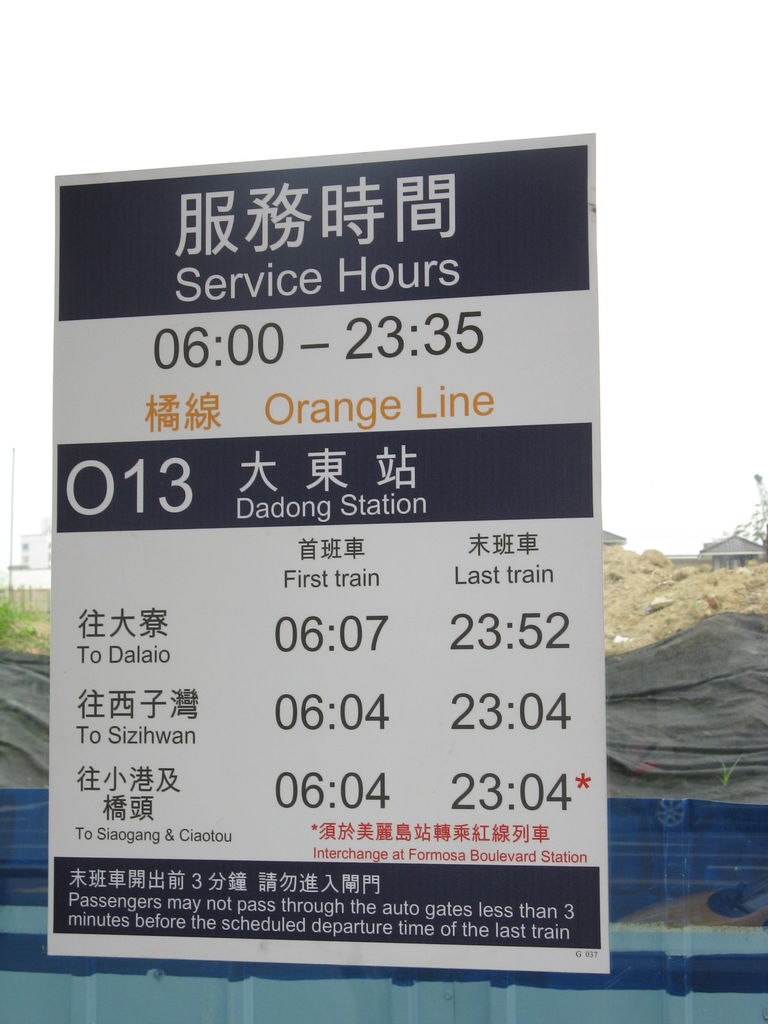 服務時間
Service Hours
06:00 – 23:35
橘線 Orange Line
O13 大東站
Dadong Station
首班車 末班車
First train Last train
往大寮 06:07 23:52
To Dalaio
往西子灣 06:04 23:04
To Sizihwan
往小港及
橋頭 06:04 23:04*
To Siaogang & Ciaotou
*須於美麗島站轉乘紅線列車
Interchange at Formosa Boulevard Station
末班車開出前 3 分鐘 請勿進入閘門
Passengers may not pass through the auto gates less than 3
minutes before the scheduled departure time of the last train
G 037